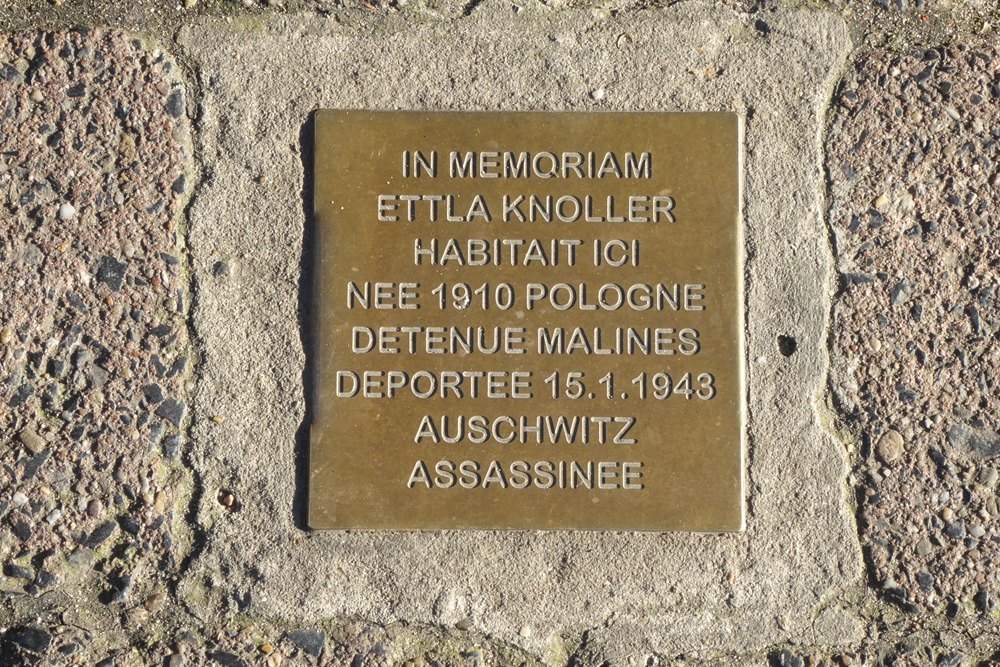 IN MEMORIAM
ETTLA KNOLLER
HABITAIT ICI
NEE 1910 POLOGNE
DETENUE MALINES
DEPORTEE 15.1.1943
AUSCHWITZ
ASSASSINEE